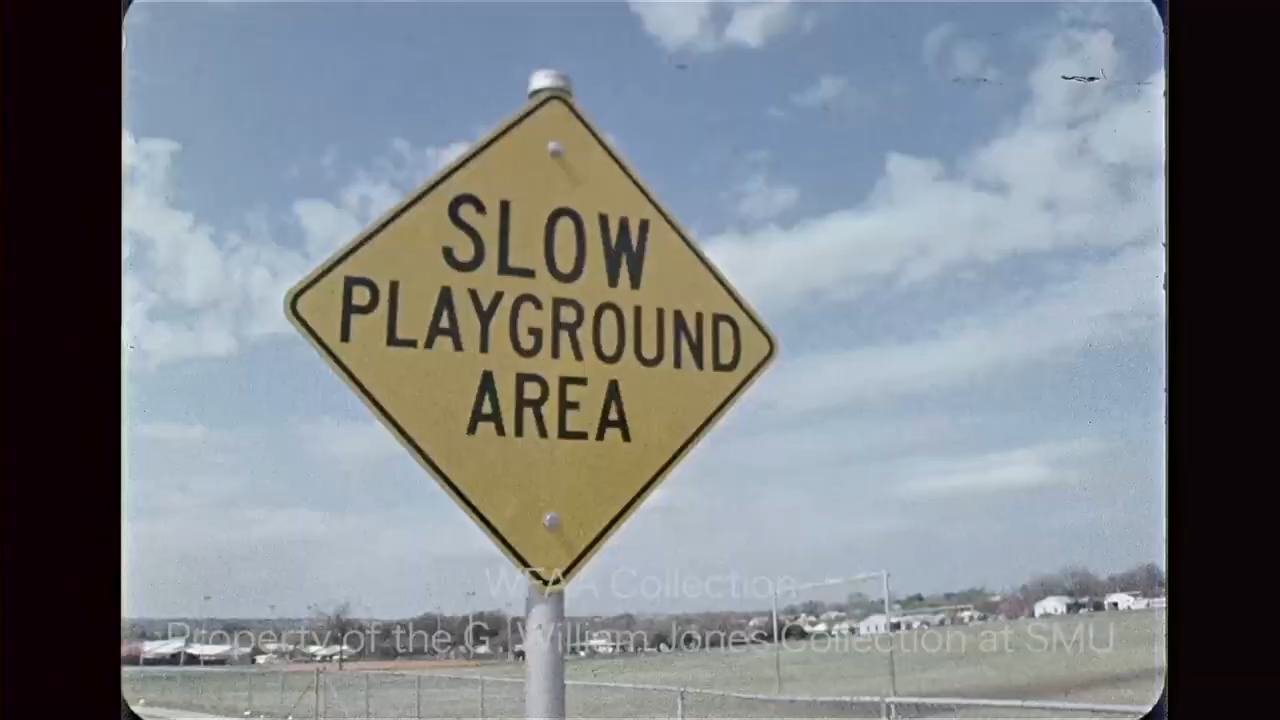 SLOW
PLAYGROUND
AREA
WFAA Collection
Property of the G. William Jones Collection at SMU